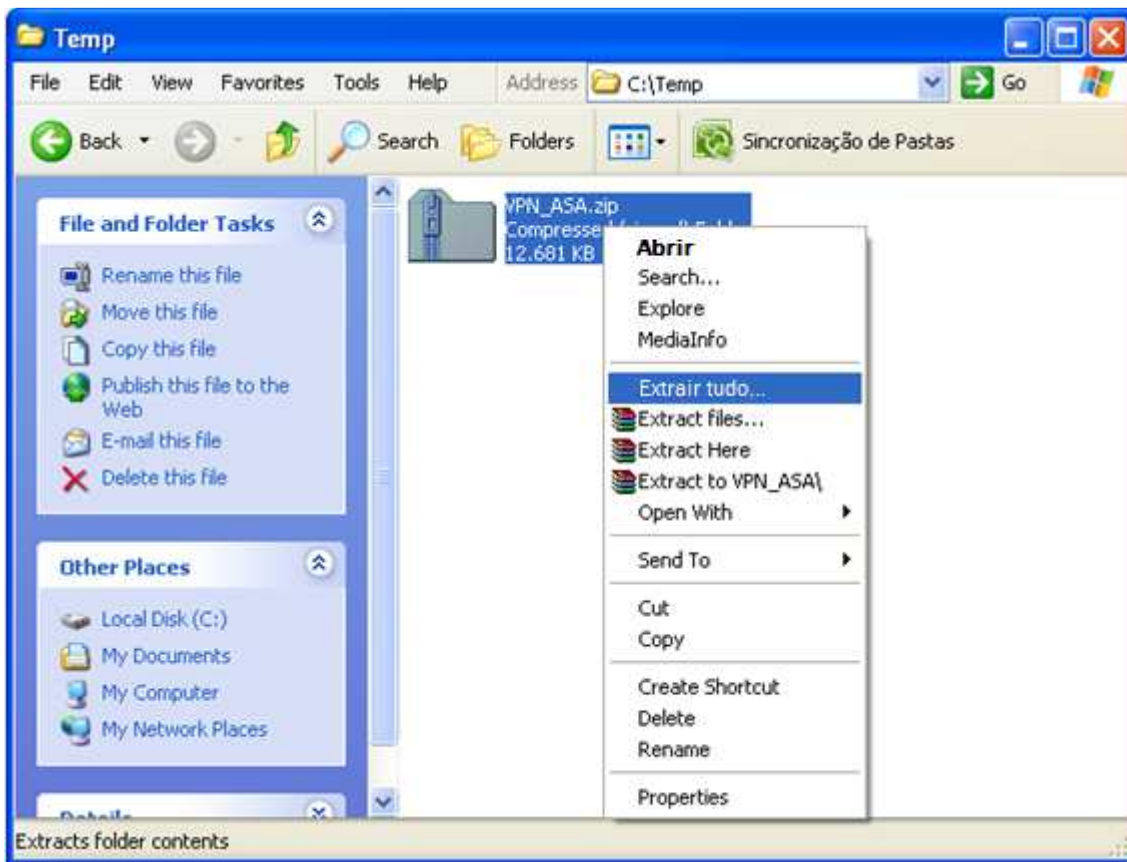 Temp
File Edit View Favorites Tools Help Address C:\Temp Go
Back Search Folders Sincronização de Pastas
File and Folder Tasks
Rename this file
Move this file
Copy this file
Publish this file to the
Web
E-mail this file
Delete this file
Other Places
Local Disk (C:)
My Documents
My Computer
My Network Places
Details
VPN_ASA.zip
Compressed
12.681 KB
Abrir
Search...
Explore
MediaInfo
Extrair tudo...
Extract files...
Extract Here
Extract to VPN_ASA\
Open With
Send To
Cut
Copy
Create Shortcut
Delete
Rename
Properties
Extracts folder contents